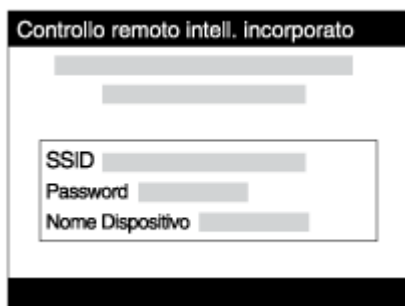 Controllo remoto intell. incorporato
SSID
Password
Nome Dispositivo